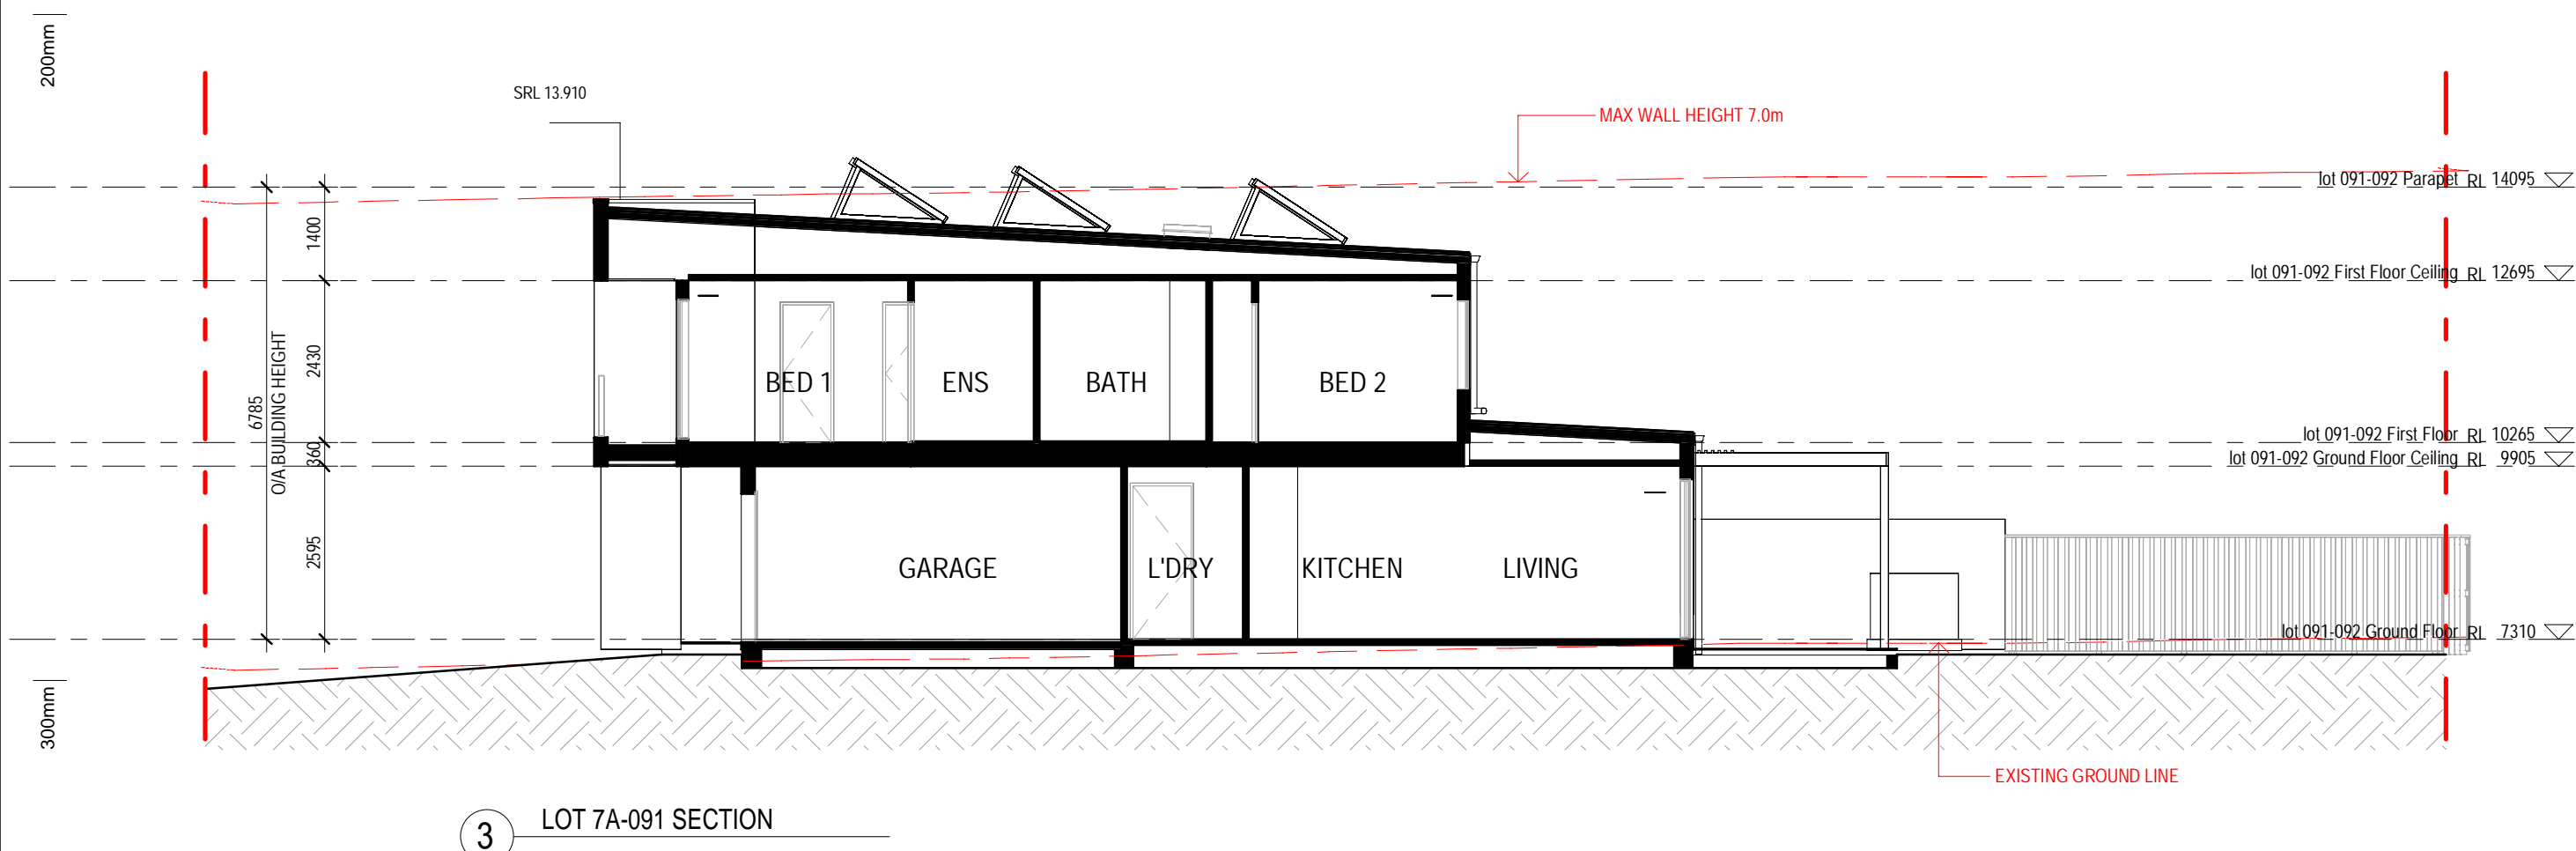 200mm
SRL 13.910
MAX WALL HEIGHT 7.0m
lot 091-092 Parapet RL 14095
1400
lot 091-092 First Floor Ceiling RL 12695
6785
O/A BUILDING HEIGHT
2430
BED 1
ENS
BATH
BED 2
lot 091-092 First Floor RL 10265
360
lot 091-092 Ground Floor Ceiling RL 9905
2595
GARAGE
L'DRY
KITCHEN
LIVING
lot 091-092 Ground Floor RL 7310
300mm
EXISTING GROUND LINE
3
LOT 7A-091 SECTION